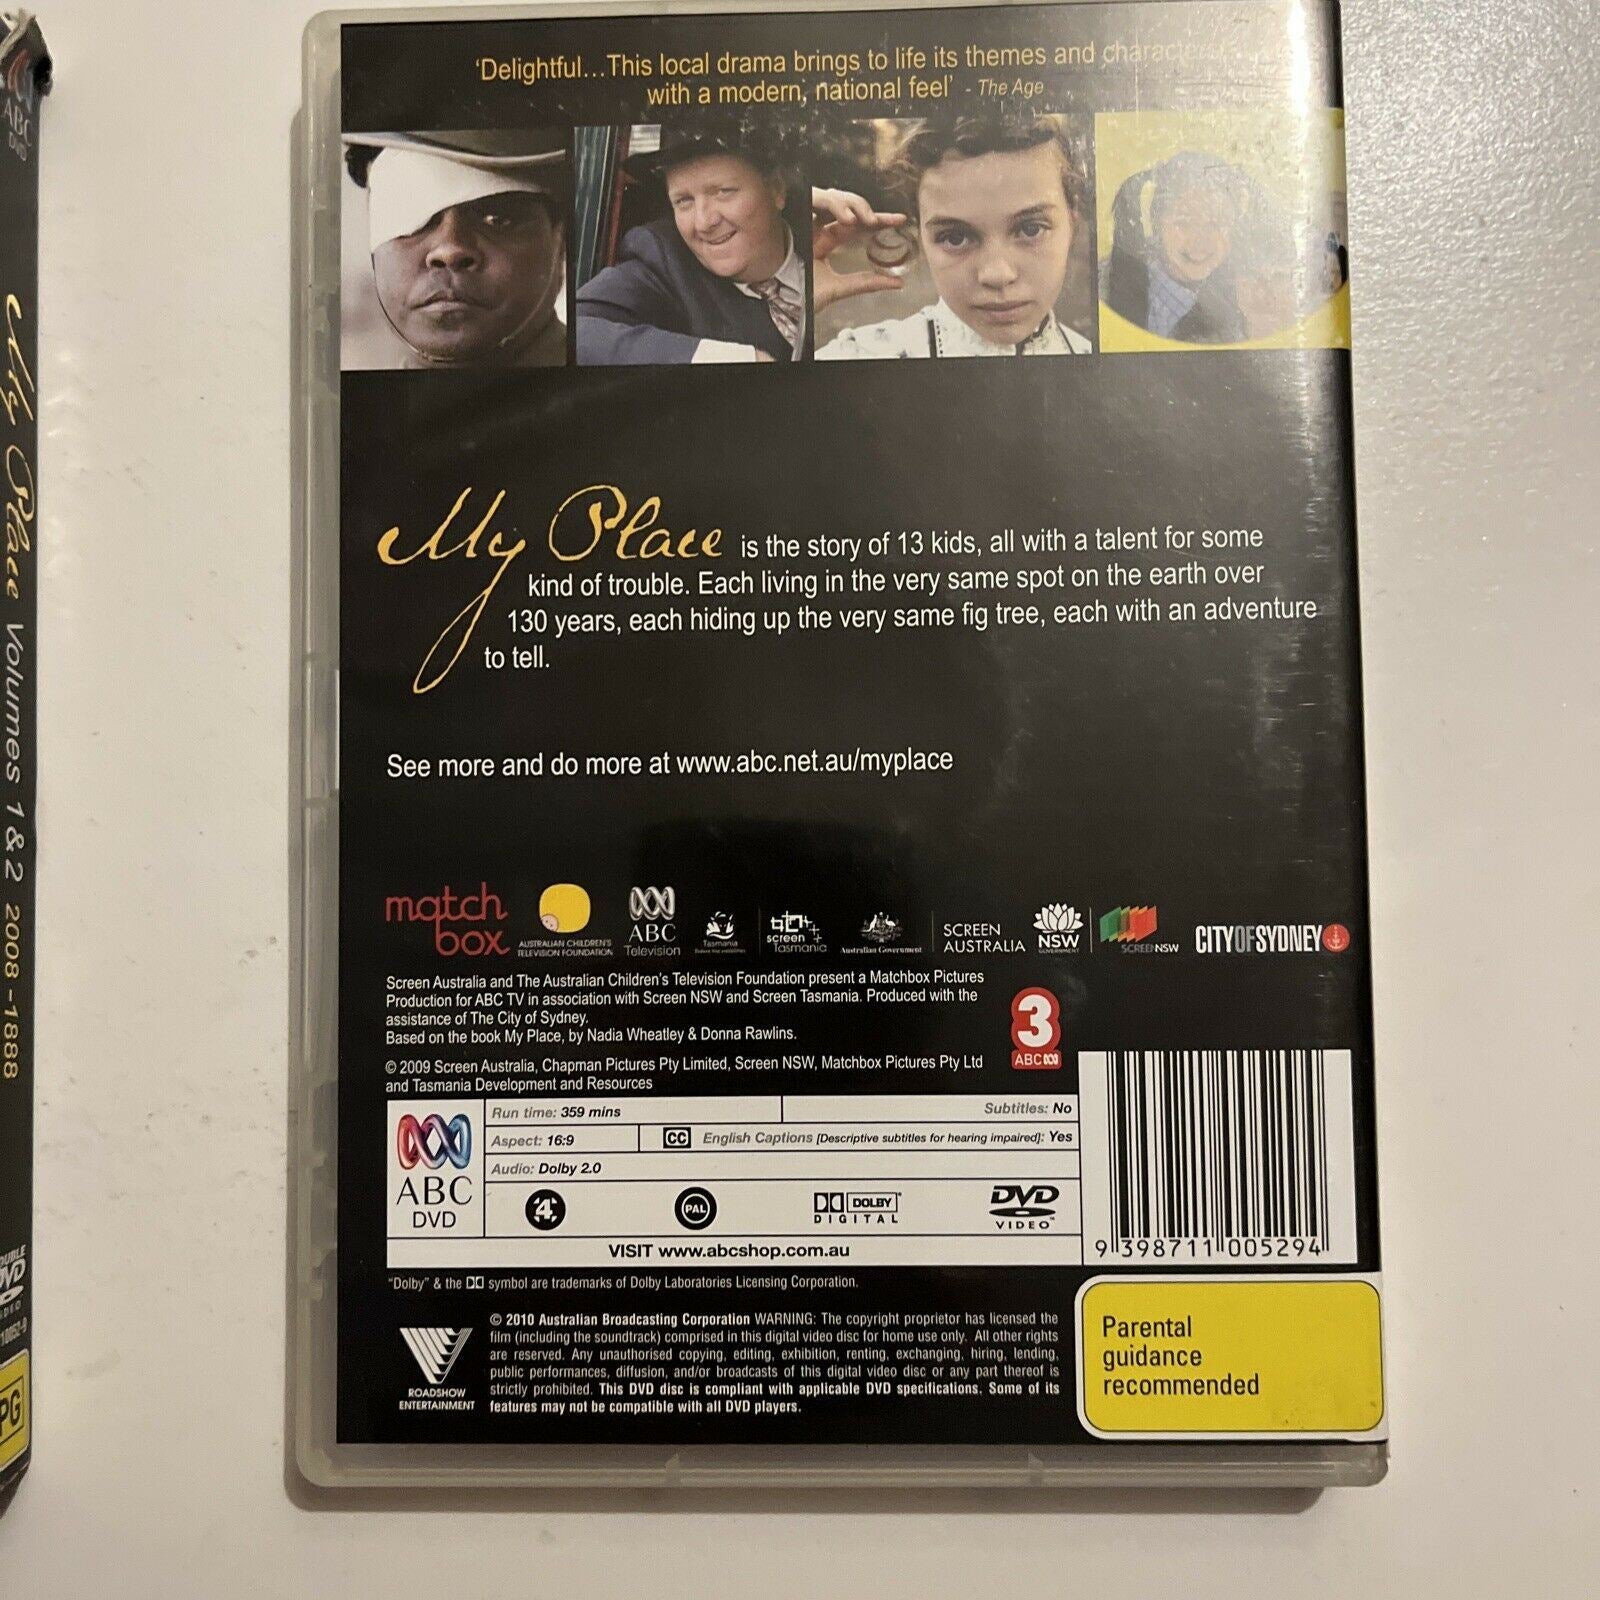 'Delightful...This local drama brings to life its themes and
with a modern, national feel' - The Age
My Place is the story of 13 kids, all with a talent for some
kind of trouble. Each living in the very same spot on the earth over
130 years, each hiding up the very same fig tree, each with an adventure
to tell.
See more and do more at www.abc.net.au/myplace
match
box
AUSTRALIAN CHILDREN'S
TELEVISION FOUNDATION
ABC
Television
Tasmania
screen
Tasmania
Australian Government
SCREEN
AUSTRALIA
NSW
GOVERNMENT
SCREENNSW
CITYOFSYDNEY
Screen Australia and The Australian Children's Television Foundation present a Matchbox Pictures
Production for ABC TV in association with Screen NSW and Screen Tasmania. Produced with the
assistance of The City of Sydney.
Based on the book My Place, by Nadia Wheatley & Donna Rawlins.
3
ABC
© 2009 Screen Australia, Chapman Pictures Pty Limited, Screen NSW, Matchbox Pictures Pty Ltd
and Tasmania Development and Resources
ABC
DVD
Run time: 359 mins
Subtitles: No
Aspect: 16:9
CC English Captions [Descriptive subtitles for hearing impaired]: Yes
Audio: Dolby 2.0
4
PAL
DOLBY
DIGITAL
DVD
VIDEO
VISIT www.abcshop.com.au
9 398711 005294
"Dolby" & the symbol are trademarks of Dolby Laboratories Licensing Corporation.
ROADSHOW
ENTERTAINMENT
© 2010 Australian Broadcasting Corporation WARNING: The copyright proprietor has licensed the
film (including the soundtrack) comprised in this digital video disc for home use only. All other rights
are reserved. Any unauthorised copying, editing, exhibition, renting, exchanging, hiring, lending,
public performances, diffusion, and/or broadcasts of this digital video disc or any part thereof is
strictly prohibited. This DVD disc is compliant with applicable DVD specifications. Some of its
features may not be compatible with all DVD players.
Parental
guidance
recommended
ABC
DVD
My Place Volumes 1 & 2 2008 - 1888
DVD
PG